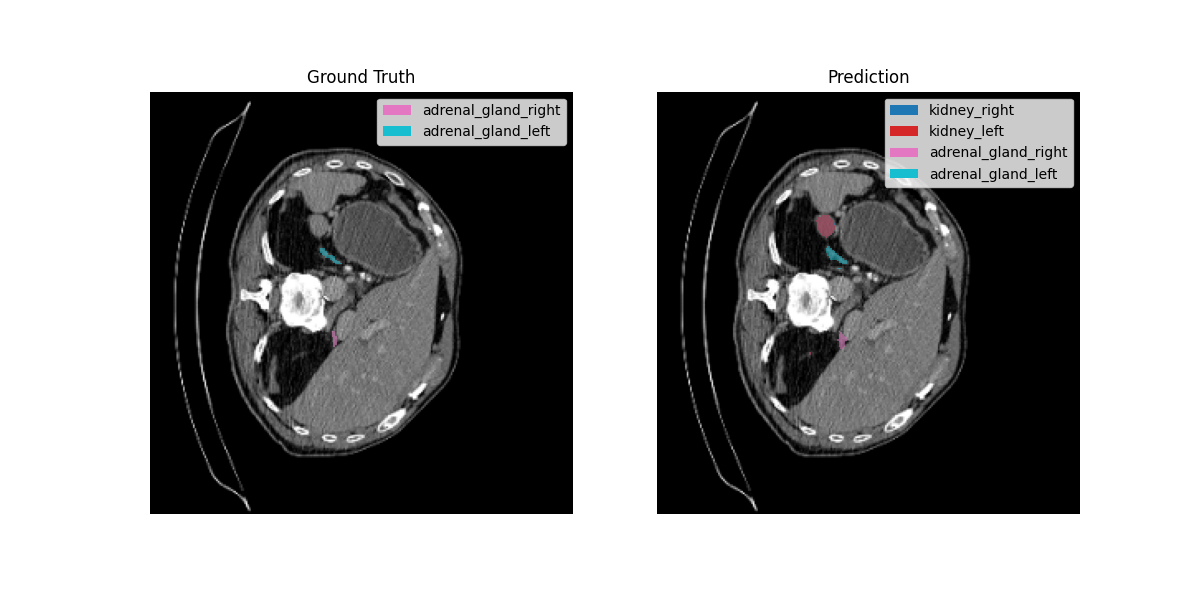 Ground Truth
adrenal_gland_right
adrenal_gland_left
Prediction
kidney_right
kidney_left
adrenal_gland_right
adrenal_gland_left